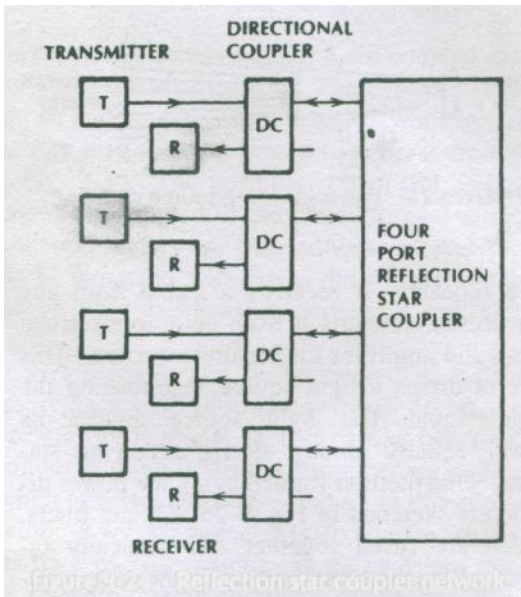 DIRECTIONAL
COUPLER
TRANSMITTER
T
DC
R
T
DC
R
FOUR
PORT
REFLECTION
STAR
COUPLER
T
DC
R
T
DC
R
RECEIVER
Reflection star coupler network